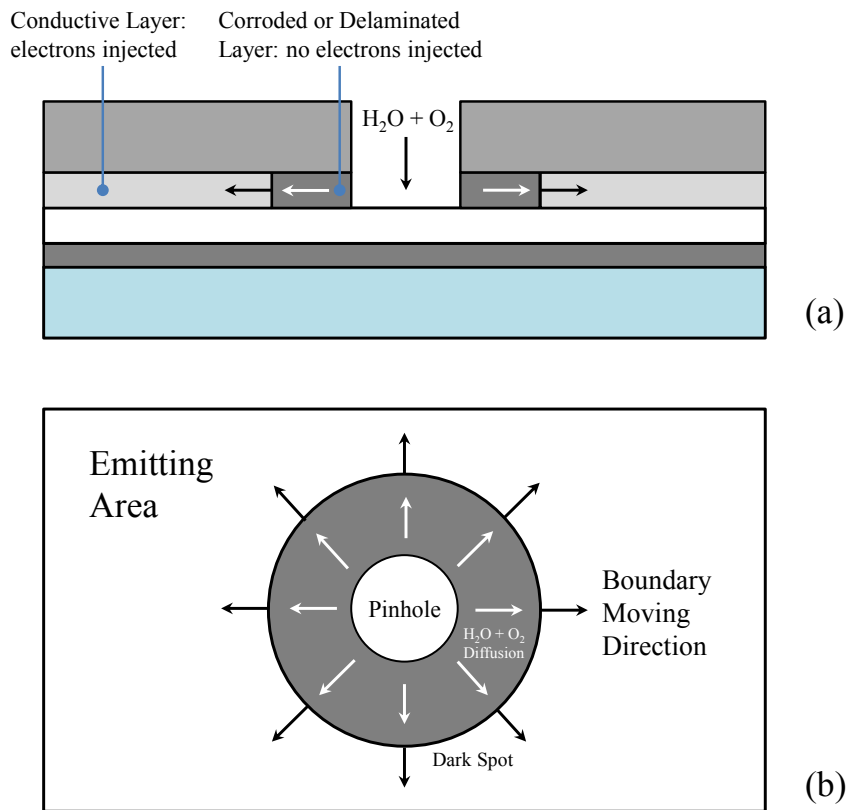 Conductive Layer:
electrons injected
Corroded or Delaminated
Layer: no electrons injected
H₂O + O₂
(a)
Emitting
Area
Pinhole
H₂O + O₂
Diffusion
Boundary
Moving
Direction
Dark Spot
(b)